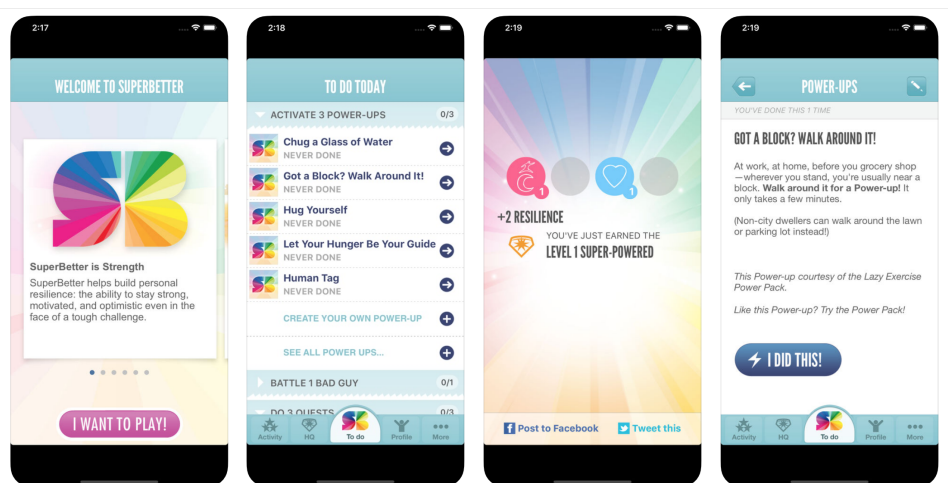 2:17
WELCOME TO SUPERBETTER
SB
SuperBetter is Strength
SuperBetter helps build personal
resilience: the ability to stay strong,
motivated, and optimistic even in the
face of a tough challenge.
I WANT TO PLAY!
2:18
TO DO TODAY
ACTIVATE 3 POWER-UPS 0/3
Chug a Glass of Water
NEVER DONE
Got a Block? Walk Around It!
NEVER DONE
Hug Yourself
NEVER DONE
Let Your Hunger Be Your Guide
NEVER DONE
Human Tag
NEVER DONE
CREATE YOUR OWN POWER-UP
SEE ALL POWER UPS...
BATTLE 1 BAD GUY 0/1
DO 3 QUESTS 0/3
Activity HQ To do Profile More
2:19
1 1
+2 RESILIENCE
YOU'VE JUST EARNED THE
LEVEL 1 SUPER-POWERED
Post to Facebook Tweet this
2:19
POWER-UPS
YOU'VE DONE THIS 1 TIME
GOT A BLOCK? WALK AROUND IT!
At work, at home, before you grocery shop
—wherever you stand, you're usually near a
block. Walk around it for a Power-up! It
only takes a few minutes.
(Non-city dwellers can walk around the lawn
or parking lot instead!)
This Power-up courtesy of the Lazy Exercise
Power Pack.
Like this Power-up? Try the Power Pack!
I DID THIS!
Activity HQ To do Profile More